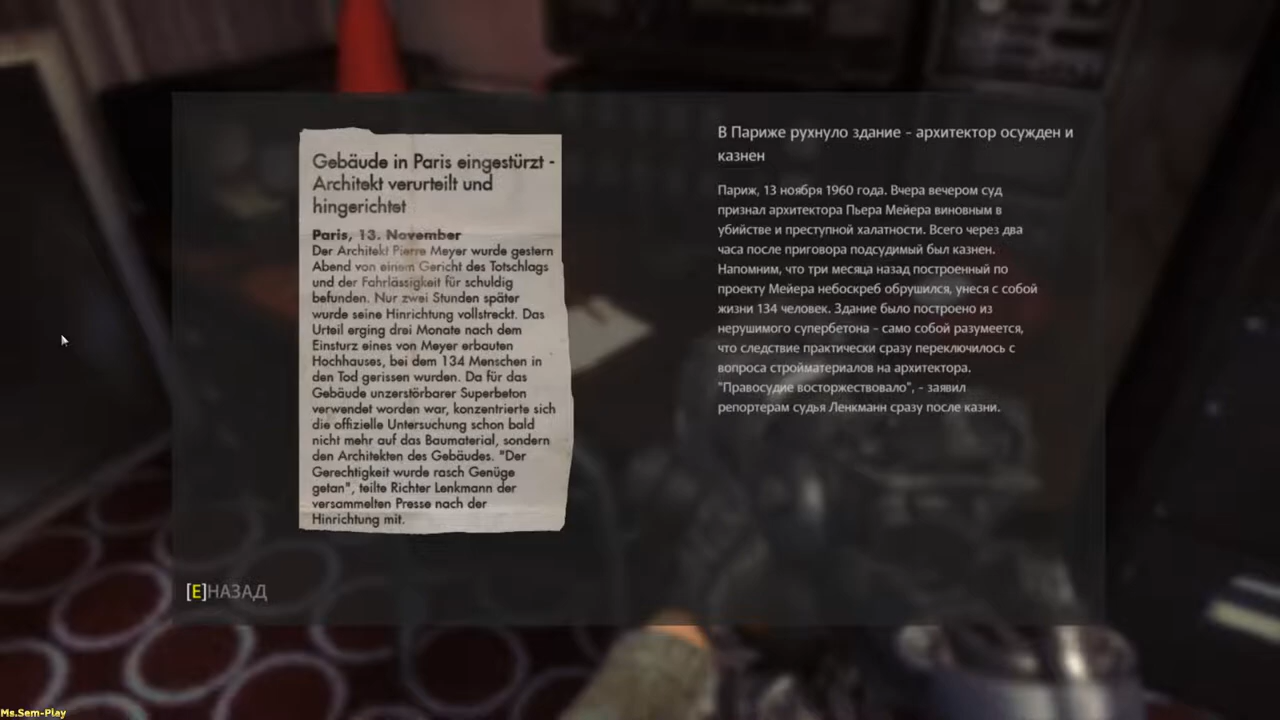 Gebäude in Paris eingestürzt -
Architekt verurteilt und
hingerichtet
Paris, 13. November
Der Architekt Pierre Meyer wurde gestern
Abend von einem Gericht des Totschlags
und der Fahrlässigkeit für schuldig
befunden. Nur zwei Stunden später
wurde seine Hinrichtung vollstreckt. Das
Urteil erging drei Monate nach dem
Einsturz eines von Meyer erbauten
Hochhauses, bei dem 134 Menschen in
den Tod gerissen wurden. Da für das
Gebäude unzerstörbarer Superbeton
verwendet worden war, konzentrierte sich
die offizielle Untersuchung schon bald
nicht mehr auf das Baumaterial, sondern
den Architekten des Gebäudes. "Der
Gerechtigkeit wurde rasch Genüge
getan", teilte Richter Lenkmann der
versammelten Presse nach der
Hinrichtung mit.
В Париже рухнуло здание - архитектор осужден и
казнен
Париж, 13 ноября 1960 года. Вчера вечером суд
признал архитектора Пьера Мейера виновным в
убийстве и преступной халатности. Всего через два
часа после приговора подсудимый был казнен.
Напомним, что три месяца назад построенный по
проекту Мейера небоскреб обрушился, унеся с собой
жизни 134 человек. Здание было построено из
нерушимого супербетона - само собой разумеется,
что следствие практически сразу переключилось с
вопроса стройматериалов на архитектора.
"Правосудие восторжествовало", - заявил
репортерам судья Ленкманн сразу после казни.
[E]НАЗАД
Ms.Sem-Play